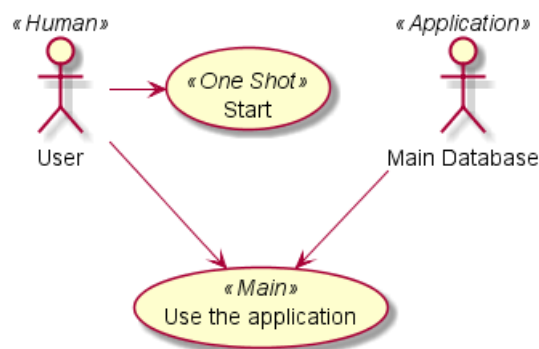 «Human»
User
«One Shot»
Start
«Application»
Main Database
«Main»
Use the application